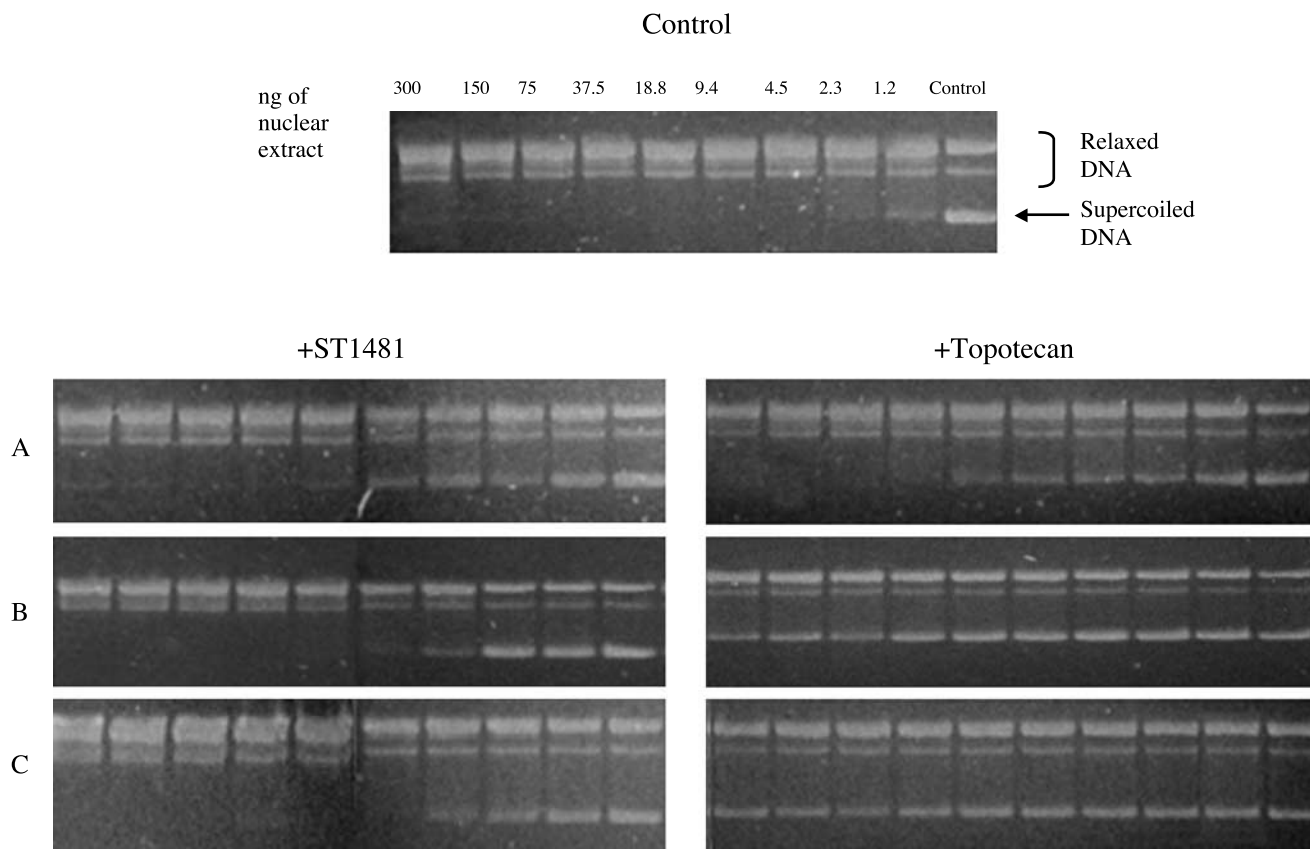 Control
ng of
nuclear
extract
300 150 75 37.5 18.8 9.4 4.5 2.3 1.2 Control
Relaxed
DNA
Supercoiled
DNA
+ST1481
+Topotecan
A
B
C